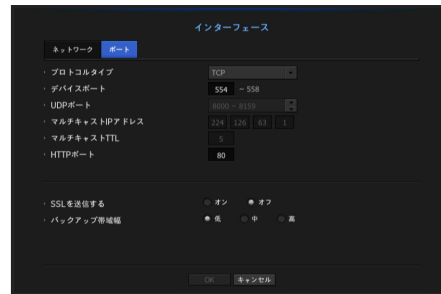 インターフェース
ネットワーク ポート
・ プロトコルタイプ TCP
・ デバイスポート 554 ~ 558
・ UDPポート 8000 ~ 8159
・ マルチキャストIPアドレス 224 126 63 1
・ マルチキャストTTL 5
・ HTTPポート 80
・ SSLを送信する オン オフ
・ バックアップ帯域幅 低 中 高
OK キャンセル